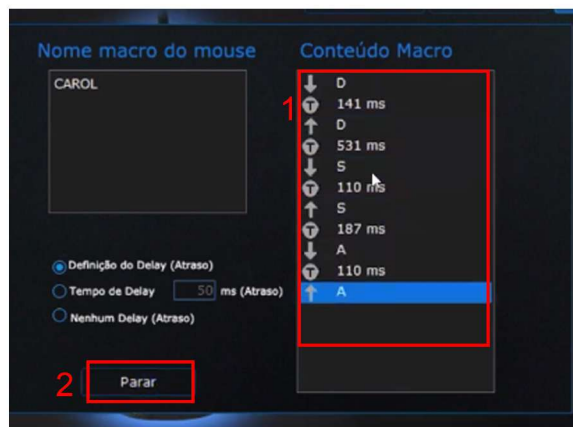 Nome macro do mouse
CAROL
Definição do Delay (Atraso)
Tempo de Delay 50 ms (Atraso)
Nenhum Delay (Atraso)
2 Parar
Conteúdo Macro
1
D
141 ms
D
531 ms
S
110 ms
S
187 ms
A
110 ms
A